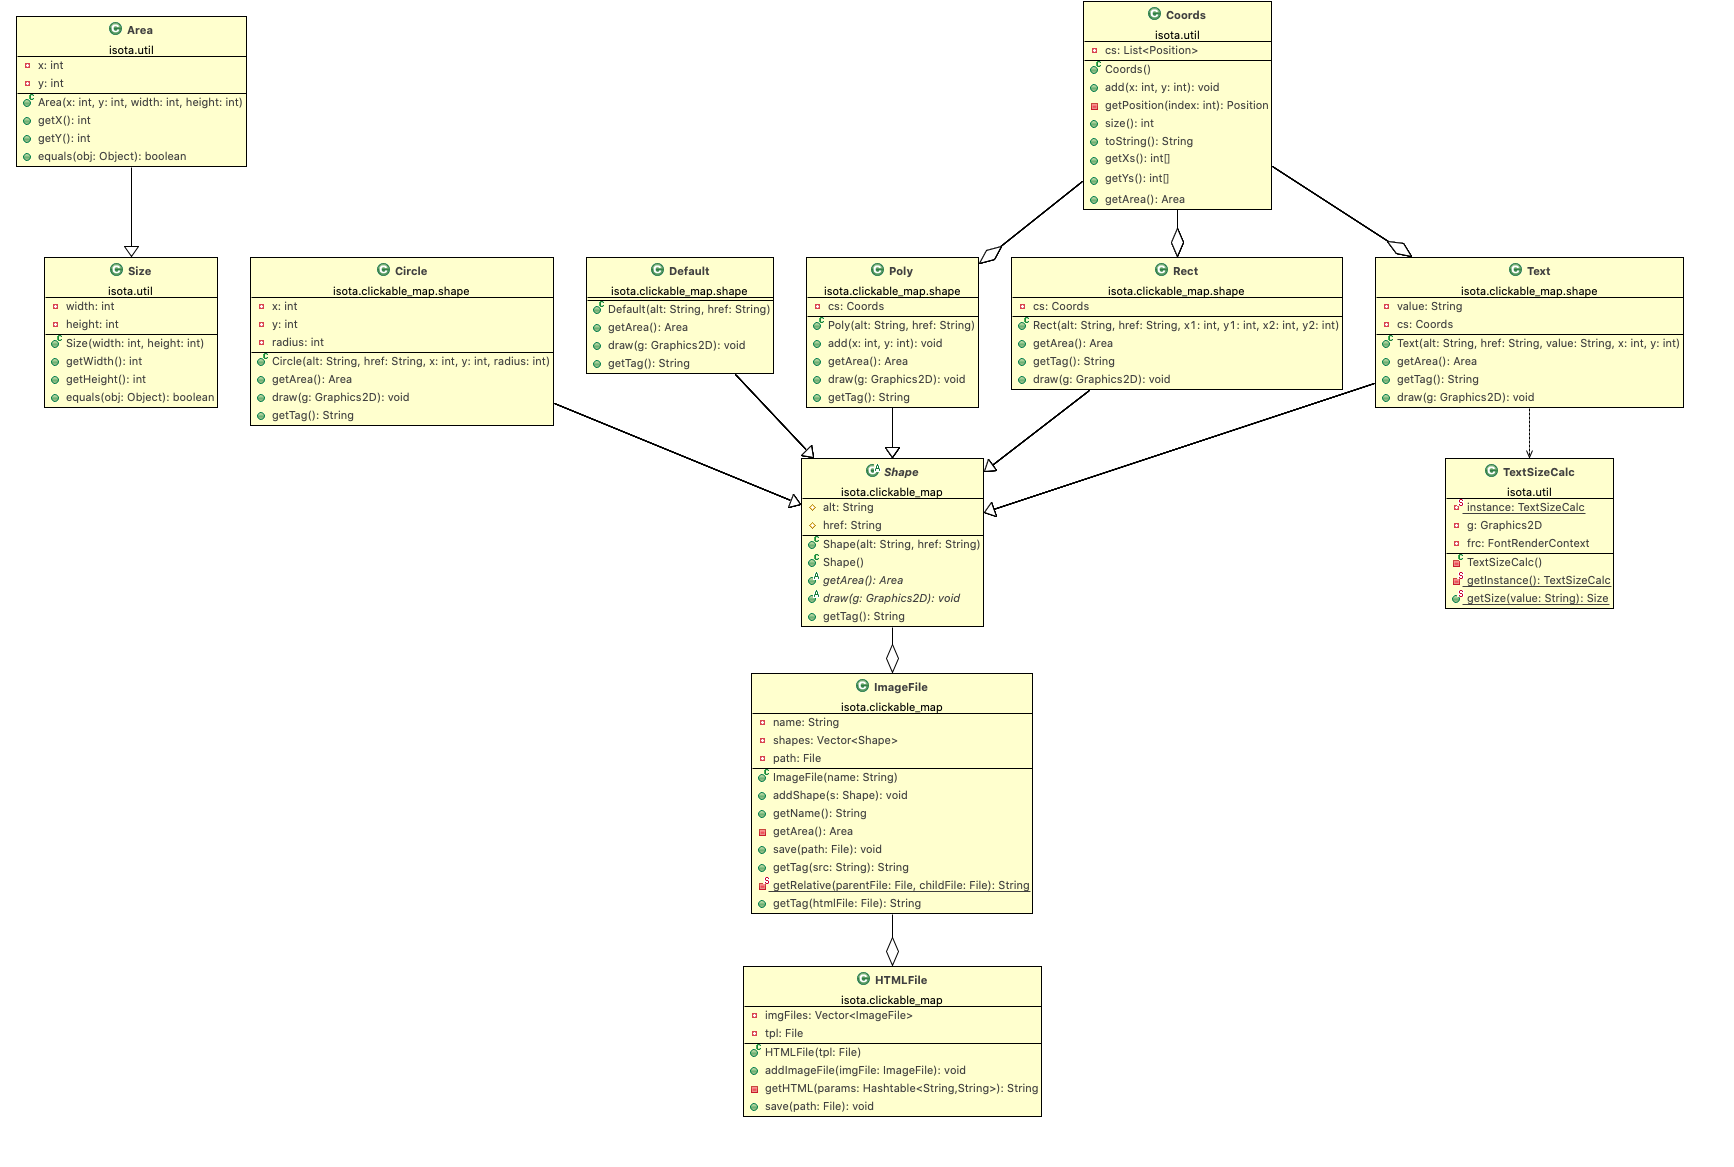 Area
isota.util
x: int
y: int
Area(x: int, y: int, width: int, height: int)
getX(): int
getY(): int
equals(obj: Object): boolean
Coords
isota.util
cs: List<Position>
Coords()
add(x: int, y: int): void
getPosition(index: int): Position
size(): int
toString(): String
getXs(): int[]
getYs(): int[]
getArea(): Area
Size
isota.util
width: int
height: int
Size(width: int, height: int)
getWidth(): int
getHeight(): int
equals(obj: Object): boolean
Circle
isota.clickable_map.shape
x: int
y: int
radius: int
Circle(alt: String, href: String, x: int, y: int, radius: int)
getArea(): Area
draw(g: Graphics2D): void
getTag(): String
Default
isota.clickable_map.shape
Default(alt: String, href: String)
getArea(): Area
draw(g: Graphics2D): void
getTag(): String
Poly
isota.clickable_map.shape
cs: Coords
Poly(alt: String, href: String)
add(x: int, y: int): void
getArea(): Area
draw(g: Graphics2D): void
getTag(): String
Rect
isota.clickable_map.shape
cs: Coords
Rect(alt: String, href: String, x1: int, y1: int, x2: int, y2: int)
getArea(): Area
getTag(): String
draw(g: Graphics2D): void
Text
isota.clickable_map.shape
value: String
cs: Coords
Text(alt: String, href: String, value: String, x: int, y: int)
getArea(): Area
getTag(): String
draw(g: Graphics2D): void
Shape
isota.clickable_map
alt: String
href: String
Shape(alt: String, href: String)
Shape()
getArea(): Area
draw(g: Graphics2D): void
getTag(): String
TextSizeCalc
isota.util
instance: TextSizeCalc
g: Graphics2D
frc: FontRenderContext
TextSizeCalc()
getInstance(): TextSizeCalc
getSize(value: String): Size
ImageFile
isota.clickable_map
name: String
shapes: Vector<Shape>
path: File
ImageFile(name: String)
addShape(s: Shape): void
getName(): String
getArea(): Area
save(path: File): void
getTag(src: String): String
getRelative(parentFile: File, childFile: File): String
getTag(htmlFile: File): String
HTMLFile
isota.clickable_map
imgFiles: Vector<ImageFile>
tpl: File
HTMLFile(tpl: File)
addImageFile(imgFile: ImageFile): void
getHTML(params: Hashtable<String,String>): String
save(path: File): void